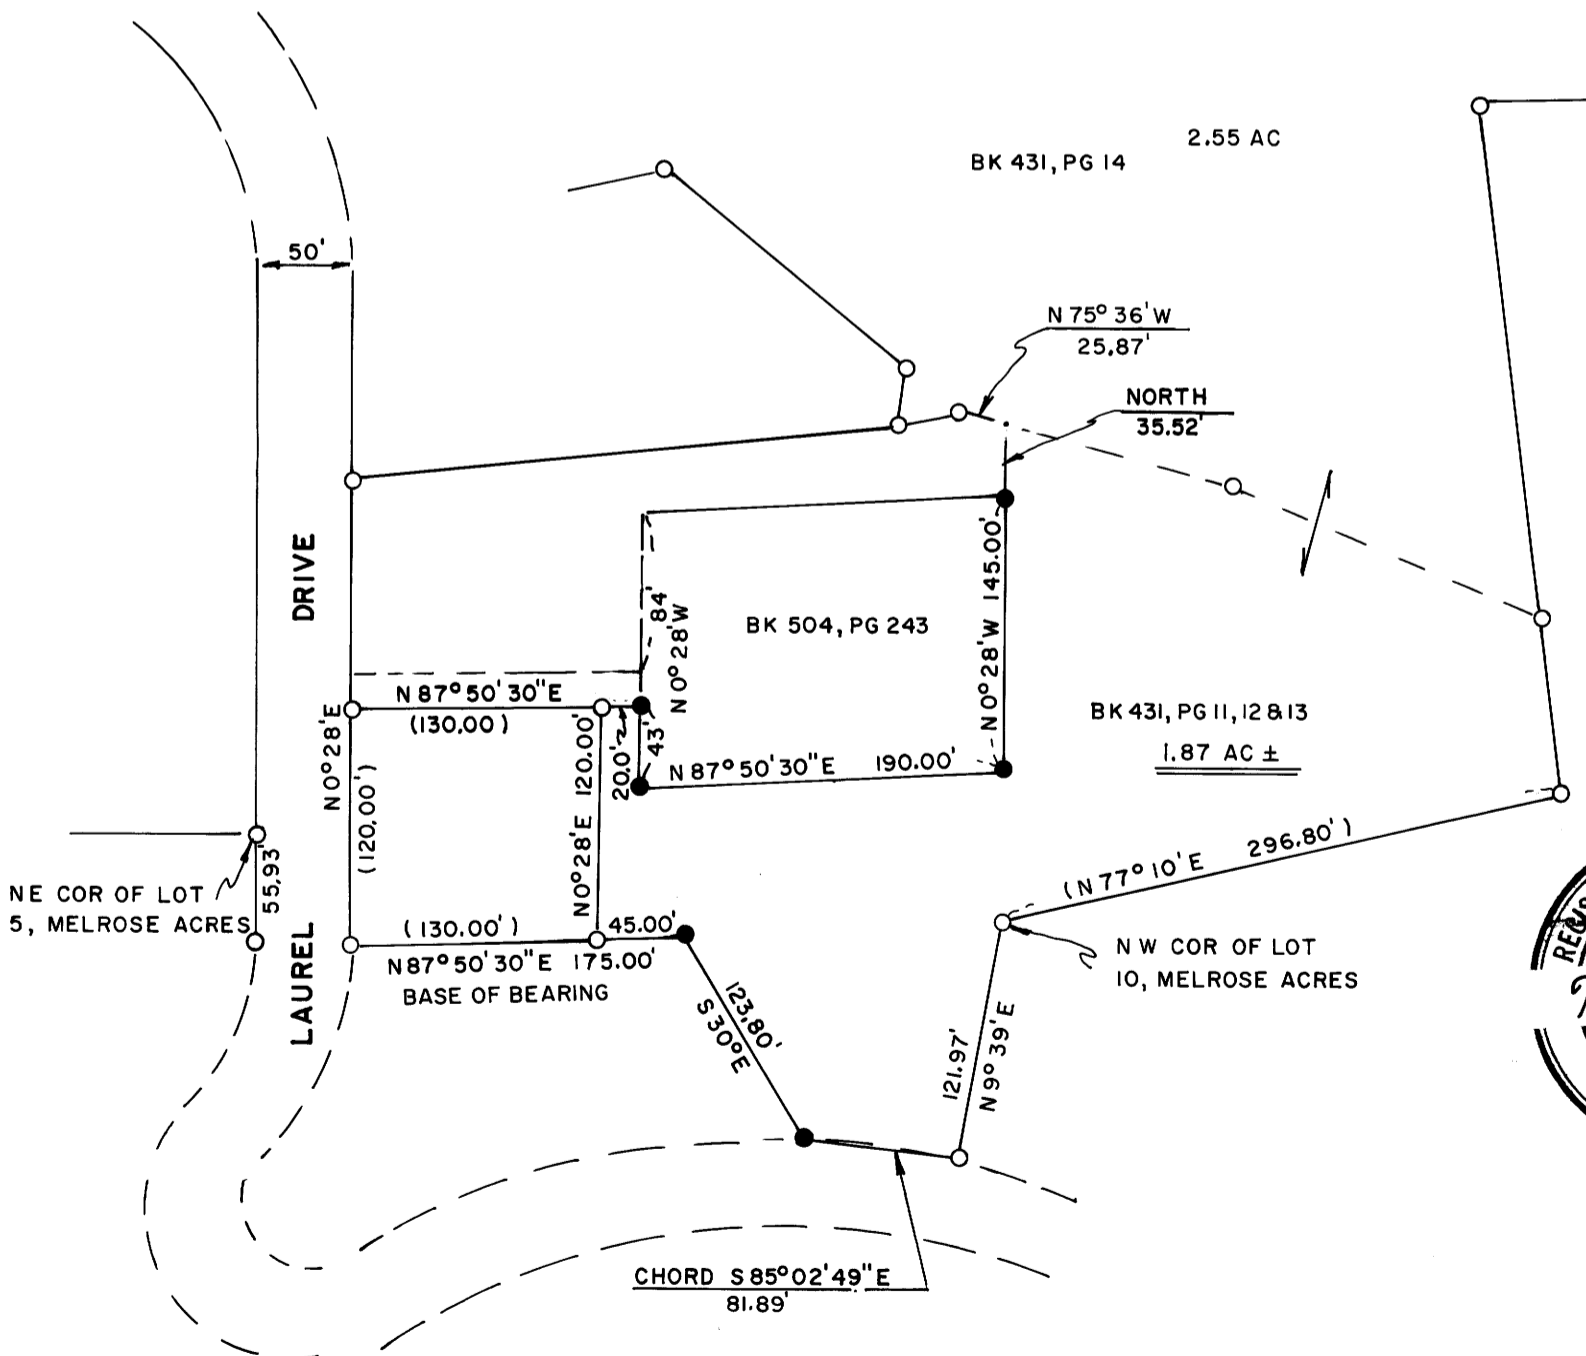 2.55 AC
BK 431, PG 14
50'
N 75° 36' W
25.87'
NORTH
35.52'
DRIVE
84'
N 0° 28' W
BK 504, PG 243
N 0° 28' W 145.00'
N 87° 50' 30" E
(130.00)
N 0° 28' E
(120.00')
N 0° 28' E 120.00'
20.0'
43'
N 87° 50' 30" E 190.00'
BK 431, PG 11, 12 & 13
1.87 AC ±
55.93'
NE COR OF LOT
5, MELROSE ACRES
LAUREL
(130.00')
45.00'
N 87° 50' 30" E 175.00'
BASE OF BEARING
(N 77° 10' E 296.80')
NW COR OF LOT
10, MELROSE ACRES
123.80'
S 30° E
121.97'
N 9° 39' E
CHORD S 85° 02' 49" E
81.89'